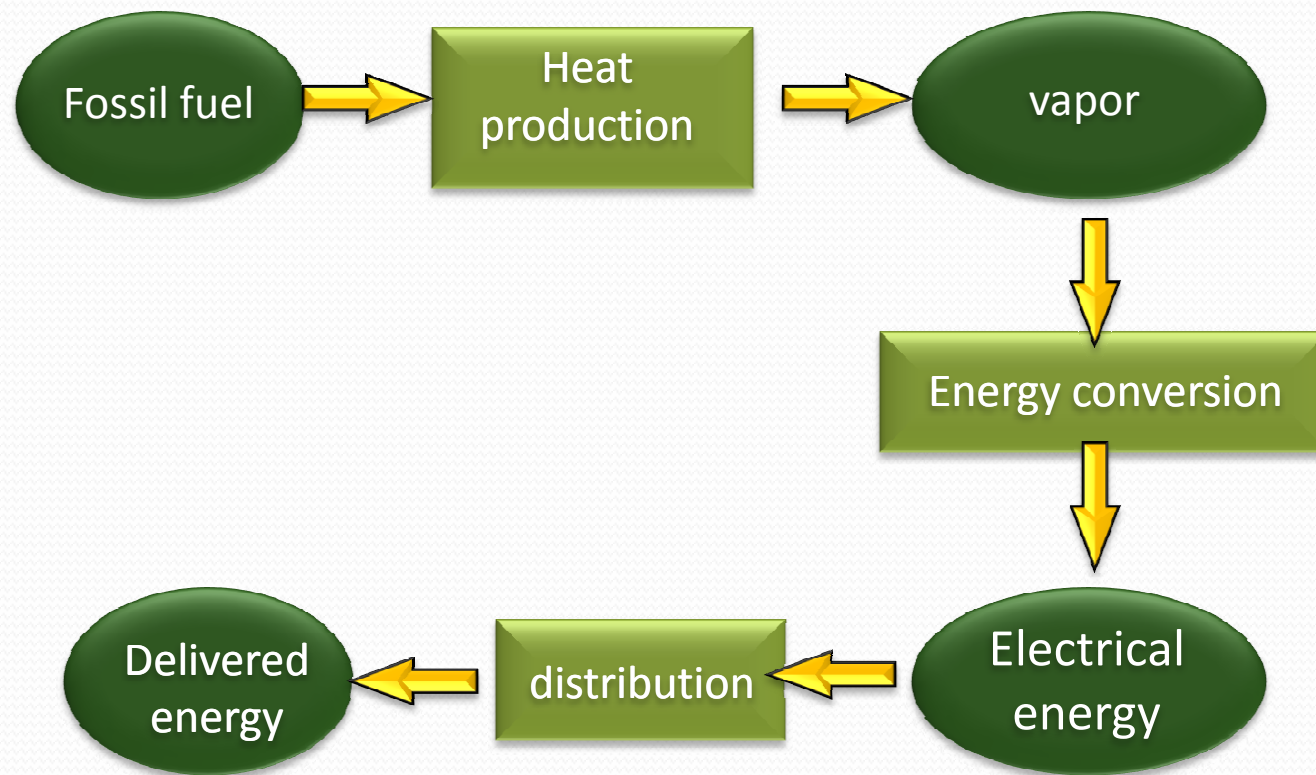 Fossil fuel
Heat
production
vapor
Energy conversion
Electrical
energy
distribution
Delivered
energy